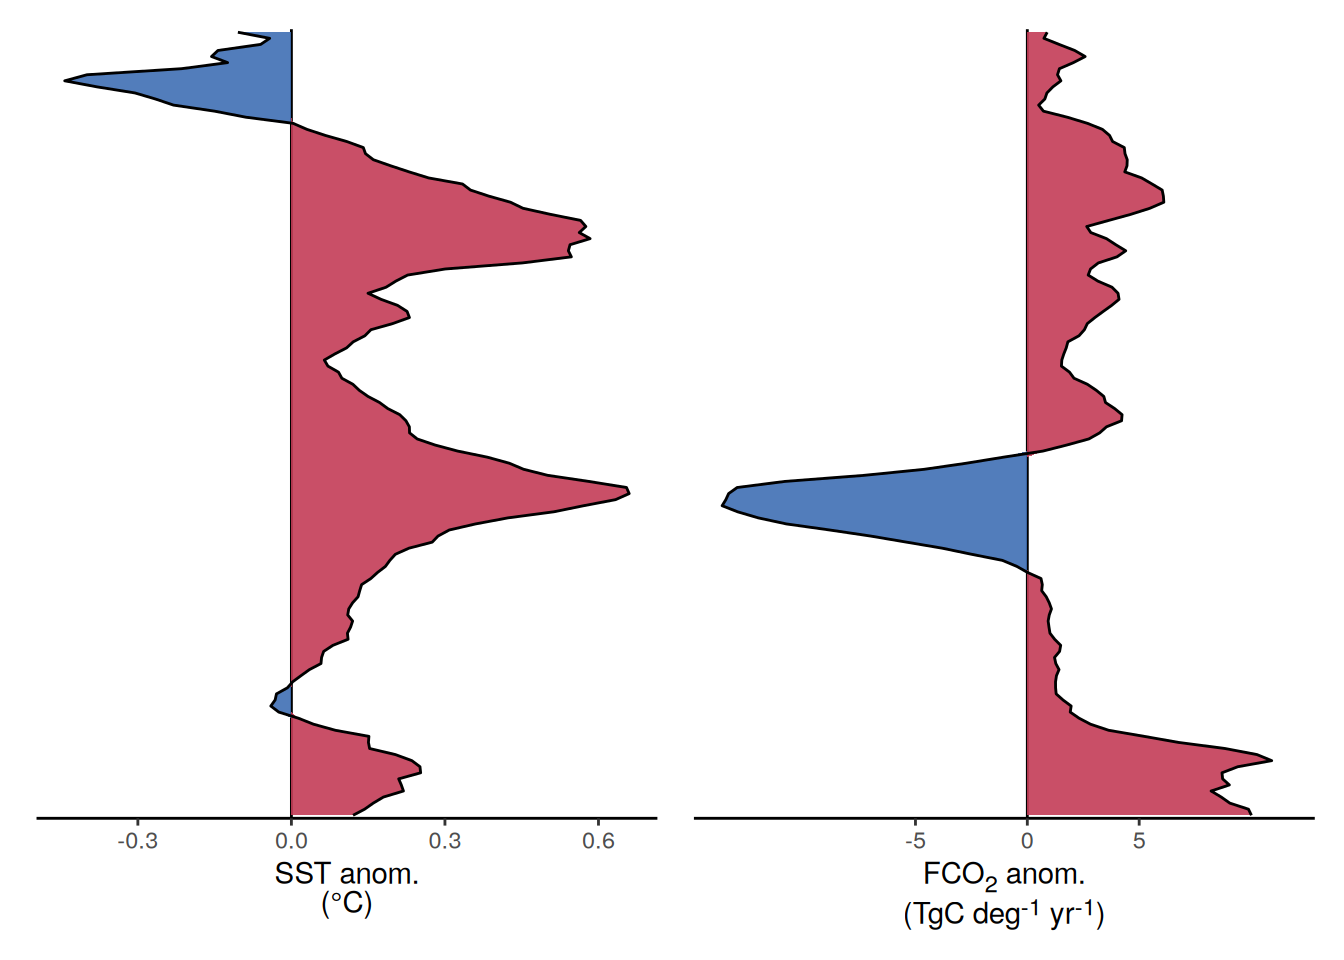 -0.3 0.0 0.3 0.6
SST anom.
(°C)
-5 0 5
FCO₂ anom.
(TgC deg⁻¹ yr⁻¹)